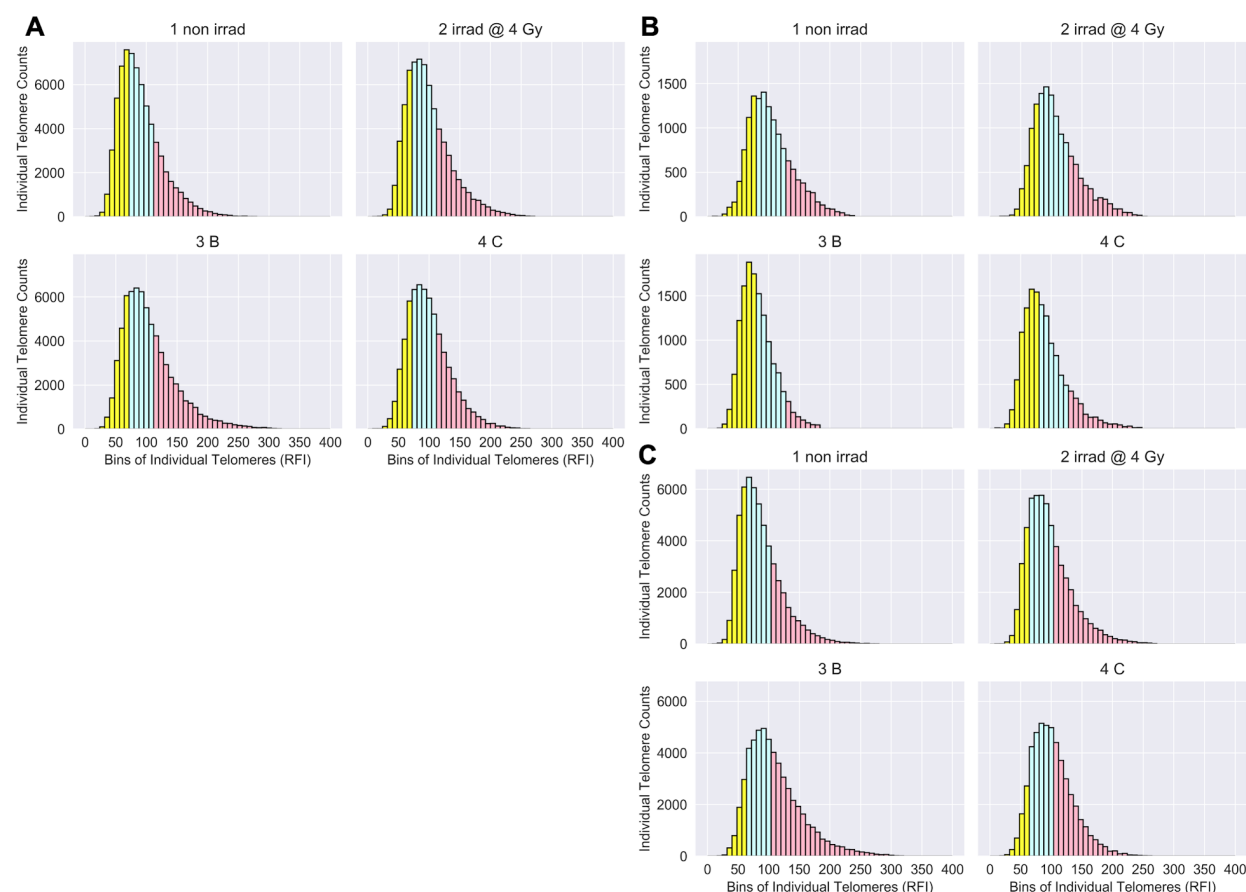 A
1 non irrad
2 irrad @ 4 Gy
Individual Telomere Counts
6000
4000
2000
0
3 B
4 C
Individual Telomere Counts
6000
4000
2000
0
0 50 100 150 200 250 300 350 400
0 50 100 150 200 250 300 350 400
Bins of Individual Telomeres (RFI)
Bins of Individual Telomeres (RFI)
B
1 non irrad
2 irrad @ 4 Gy
Individual Telomere Counts
1500
1000
500
0
3 B
4 C
Individual Telomere Counts
1500
1000
500
0
C
1 non irrad
2 irrad @ 4 Gy
Individual Telomere Counts
6000
4000
2000
0
3 B
4 C
Individual Telomere Counts
6000
4000
2000
0
0 50 100 150 200 250 300 350 400
0 50 100 150 200 250 300 350 400
Bins of Individual Telomeres (RFI)
Bins of Individual Telomeres (RFI)